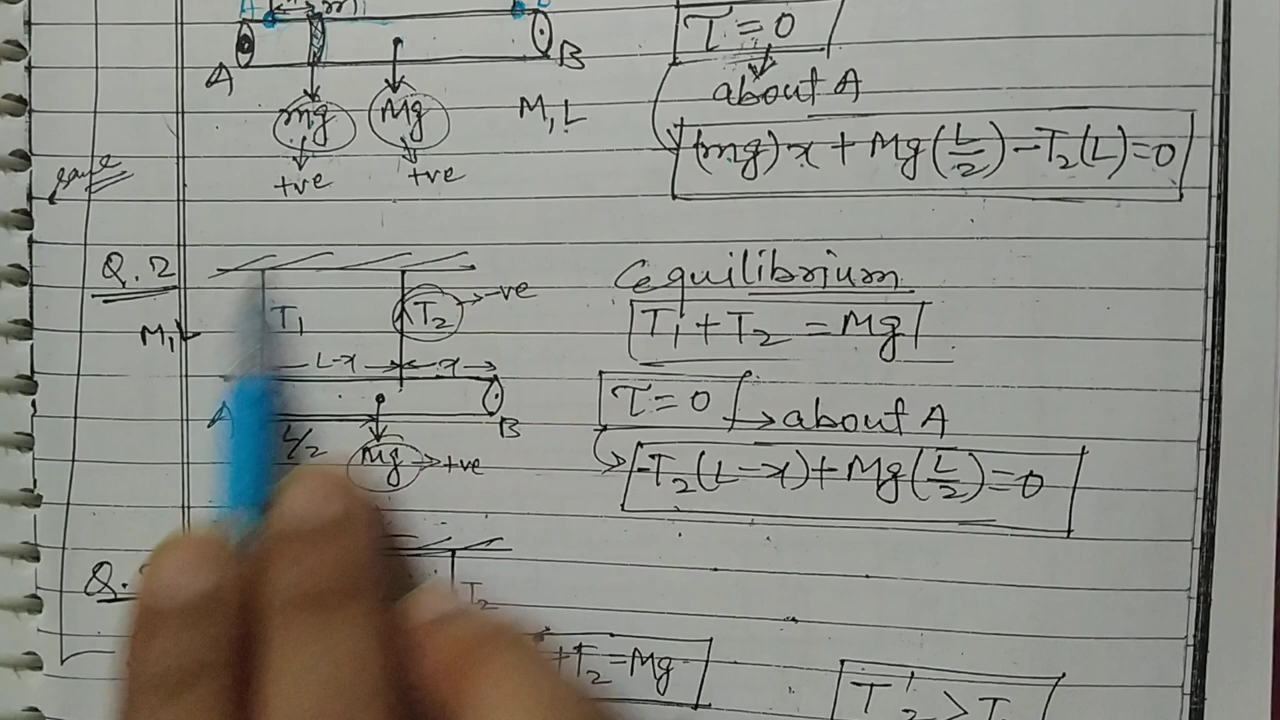 τ = 0
about A
A
B
mg
Mg
M, L
(mg)x + Mg(L/2) - T₂(L) = 0
+ve
+ve
Q.2
equilibrium
T₁
T₂ → -ve
T₁ + T₂ = Mg
M,
L-x
x
τ = 0 → about A
A
B
L/2
Mg → +ve
-T₂(L-x) + Mg(L/2) = 0
Q.
T₂
+T₂ = Mg
T₂' >